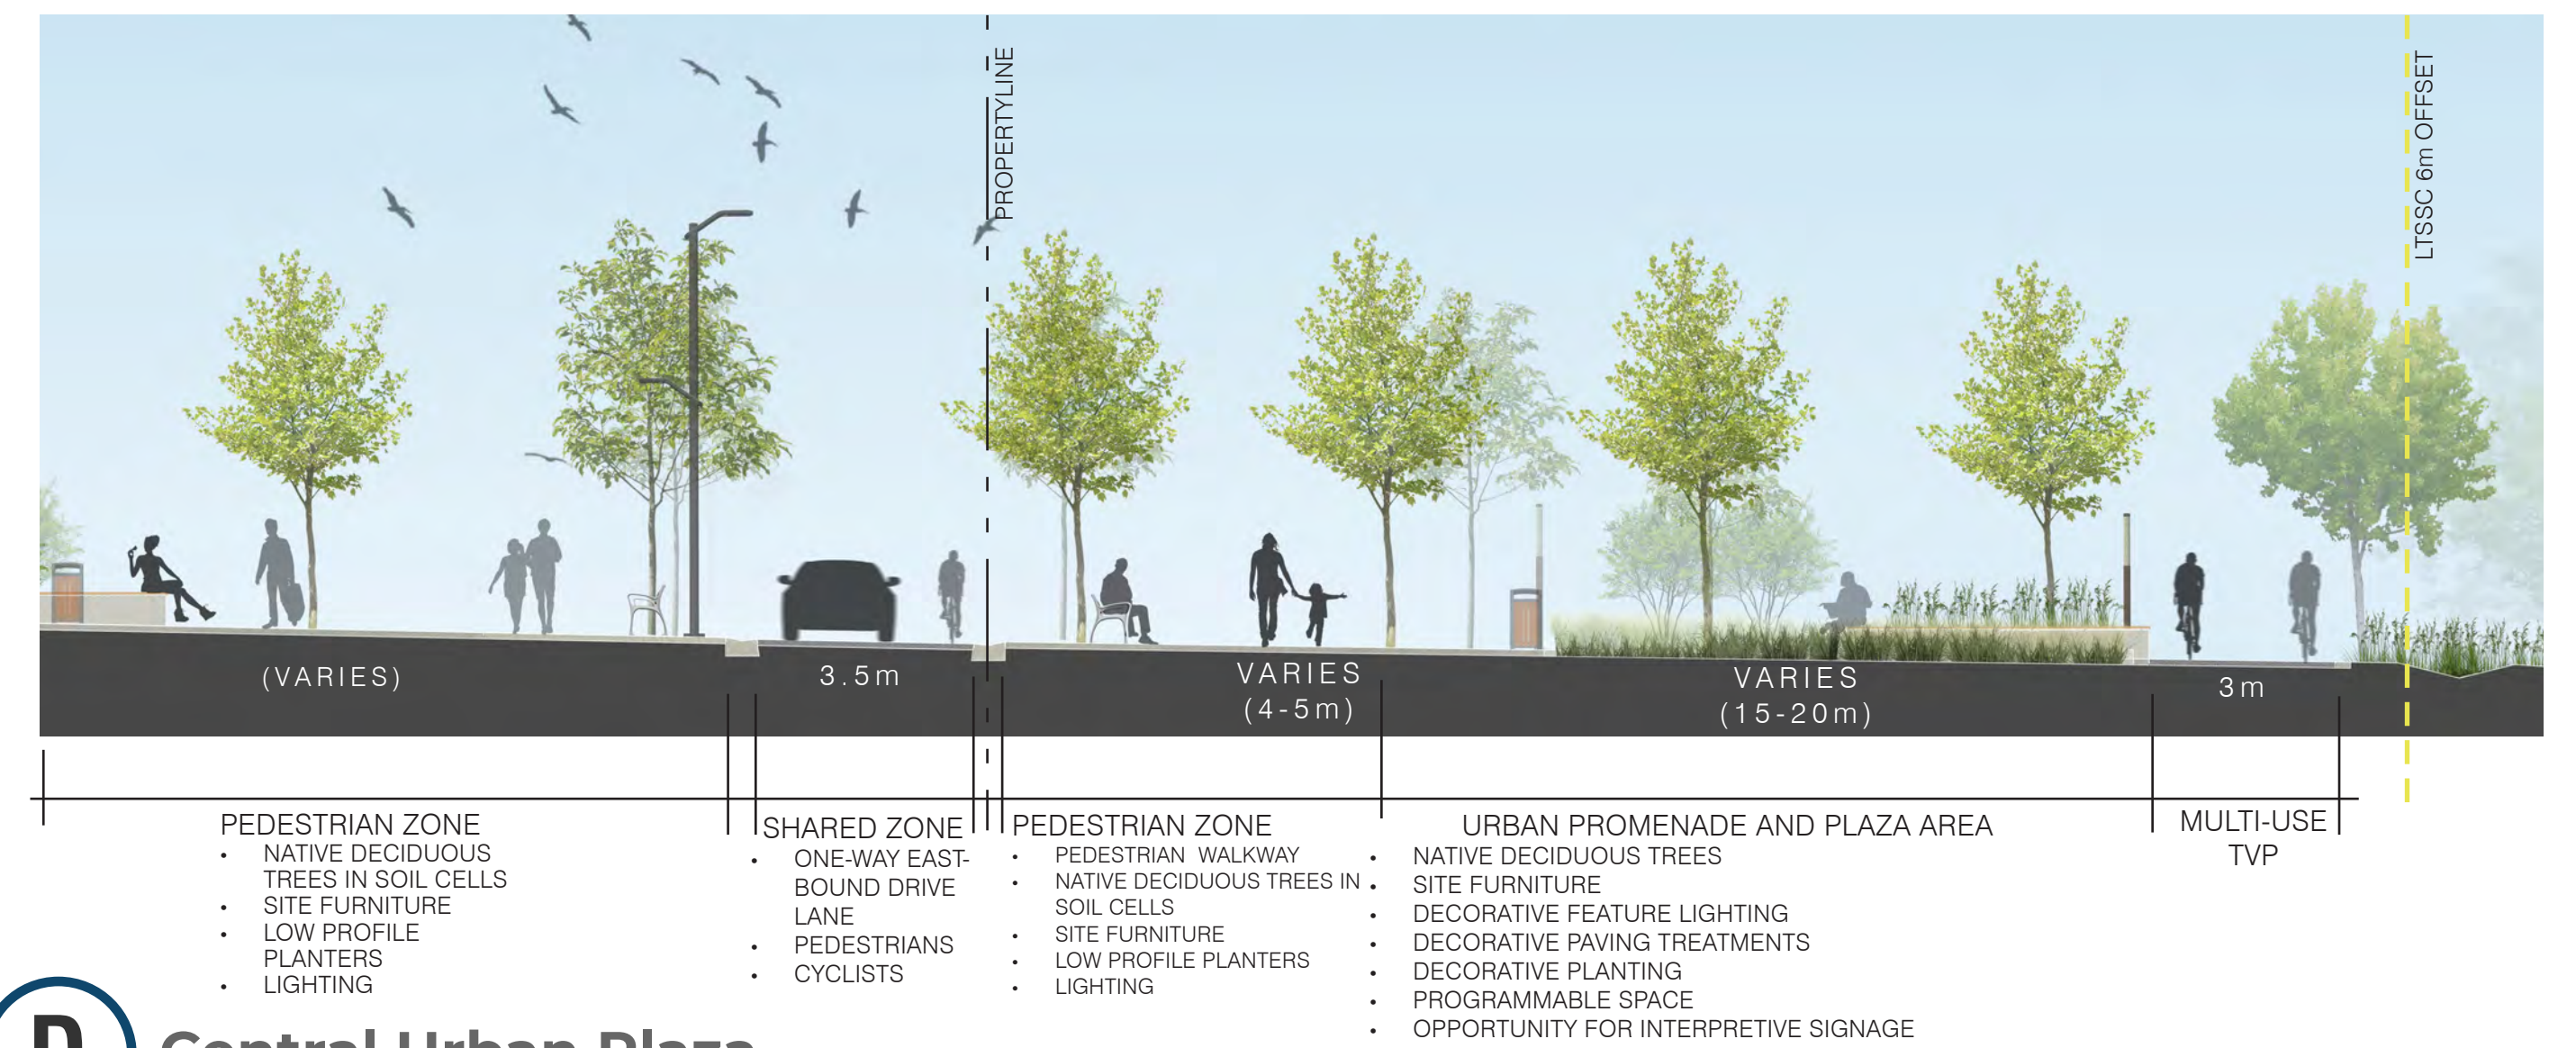 PROPERTYLINE
LTSSC 6m OFFSET
(VARIES)
3.5m
VARIES
(4-5m)
VARIES
(15-20m)
3m
PEDESTRIAN ZONE
• NATIVE DECIDUOUS
TREES IN SOIL CELLS
• SITE FURNITURE
• LOW PROFILE
PLANTERS
• LIGHTING
SHARED ZONE
• ONE-WAY EAST-
BOUND DRIVE
LANE
• PEDESTRIANS
• CYCLISTS
PEDESTRIAN ZONE
• PEDESTRIAN WALKWAY
• NATIVE DECIDUOUS TREES IN
SOIL CELLS
• SITE FURNITURE
• LOW PROFILE PLANTERS
• LIGHTING
URBAN PROMENADE AND PLAZA AREA
• NATIVE DECIDUOUS TREES
• SITE FURNITURE
• DECORATIVE FEATURE LIGHTING
• DECORATIVE PAVING TREATMENTS
• DECORATIVE PLANTING
• PROGRAMMABLE SPACE
• OPPORTUNITY FOR INTERPRETIVE SIGNAGE
MULTI-USE
TVP
Central Urban Plaza